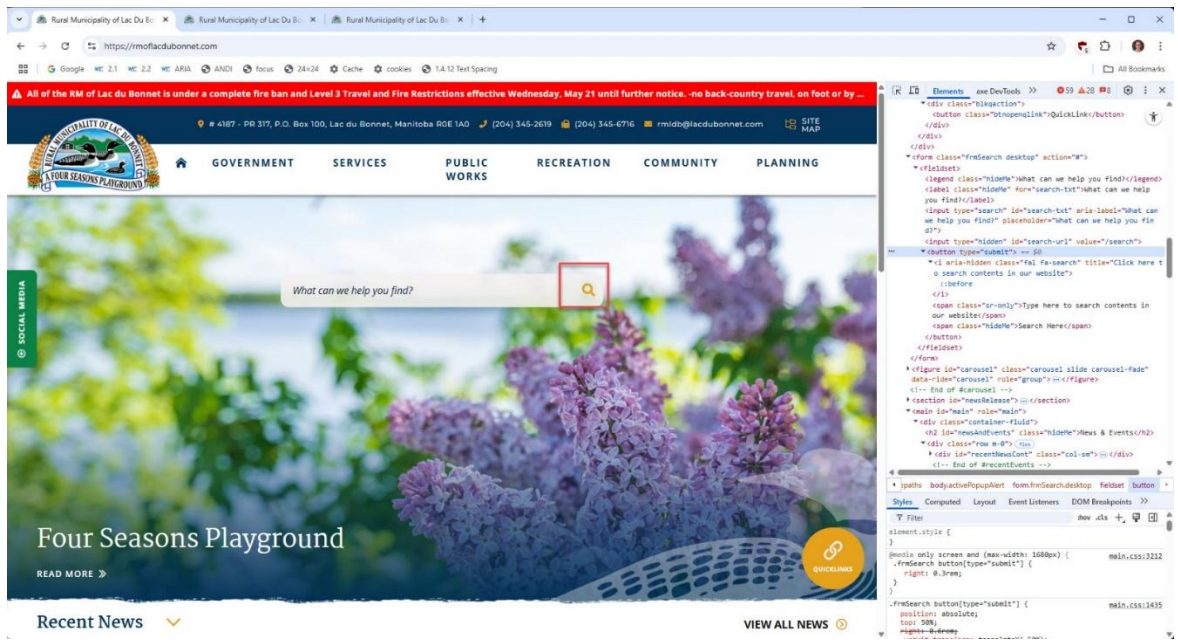 Rural Municipality of Lac Du Bo
Rural Municipality of Lac Du Bo
Rural Municipality of Lac Du Bo
https://rmoflacdubonnet.com
Google WC 2.1 WC 2.2 WC ARIA ANDI focus 24×24 Cache cookies 1.4.12 Text Spacing
All Bookmarks
All of the RM of Lac du Bonnet is under a complete fire ban and Level 3 Travel and Fire Restrictions effective Wednesday, May 21 until further notice. -no back-country travel, on foot or by ...
RURAL MUNICIPALITY OF LAC DU BONNET
A FOUR SEASONS PLAYGROUND
# 4187 - PR 317, P.O. Box 100, Lac du Bonnet, Manitoba R0E 1A0 (204) 345-2619 (204) 345-6716 rmldb@lacdubonnet.com SITE MAP
GOVERNMENT SERVICES PUBLIC WORKS RECREATION COMMUNITY PLANNING
SOCIAL MEDIA
What can we help you find?
Four Seasons Playground
READ MORE »
QUICKLINKS
Recent News
VIEW ALL NEWS
Elements axe DevTools » 59 28 8
<div class="blkqaction">
<button class="btnopenqlink">QuickLink</button>
</div>
</div>
<form class="frmSearch desktop" action="#">
<fieldset>
<legend class="hideMe">What can we help you find?</legend>
<label class="hideMe" for="search-txt">What can we help
you find?</label>
<input type="search" id="search-txt" aria-label="What can
we help you find?" placeholder="What can we help you fin
d?">
<input type="hidden" id="search-url" value="/search">
<button type="submit"> == $0
<i aria-hidden class="fal fa-search" title="Click here t
o search contents in our website">
::before
</i>
<span class="sr-only">Type here to search contents in
our website</span>
<span class="hideMe">Search Here</span>
</button>
</fieldset>
</form>
<figure id="carousel" class="carousel slide carousel-fade"
data-ride="carousel" role="group"> … </figure>
<!-- End of #carousel -->
<section id="newsRelease"> … </section>
<main id="main" role="main">
<div class="container-fluid">
<h2 id="newsAndEvents" class="hideMe">News & Events</h2>
<div class="row m-0"> flex
<div id="recentNewsCont" class="col-sm"> … </div>
<!-- End of #recentEvents -->
body.activePopupAlert form.frmSearch.desktop fieldset button
Styles Computed Layout Event Listeners DOM Breakpoints »
Filter :hov .cls +
element.style {
}
@media only screen and (max-width: 1680px) { main.css:3212
.frmSearch button[type="submit"] {
right: 0.3rem;
}
}
.frmSearch button[type="submit"] { main.css:1435
position: absolute;
top: 50%;
right: 0.6rem;